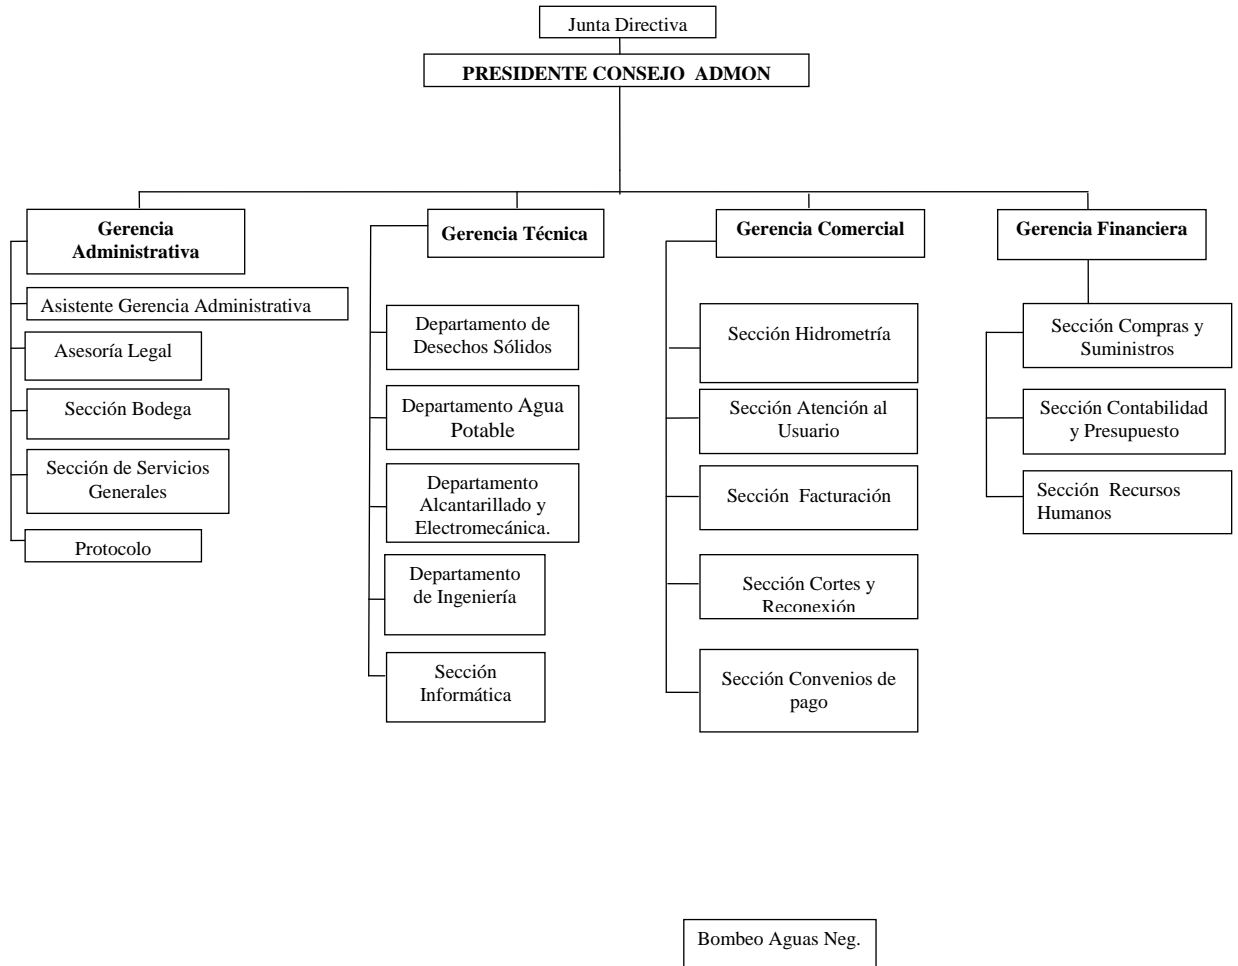 Junta Directiva
PRESIDENTE CONSEJO ADMON
Gerencia
Administrativa
Asistente Gerencia Administrativa
Asesoría Legal
Sección Bodega
Sección de Servicios
Generales
Protocolo
Gerencia Técnica
Departamento de
Desechos Sólidos
Departamento Agua
Potable
Departamento
Alcantarillado y
Electromecánica.
Departamento
de Ingeniería
Sección
Informática
Gerencia Comercial
Sección Hidrometría
Sección Atención al
Usuario
Sección Facturación
Sección Cortes y
Reconexión
Sección Convenios de
pago
Gerencia Financiera
Sección Compras y
Suministros
Sección Contabilidad
y Presupuesto
Sección Recursos
Humanos
Bombeo Aguas Neg.